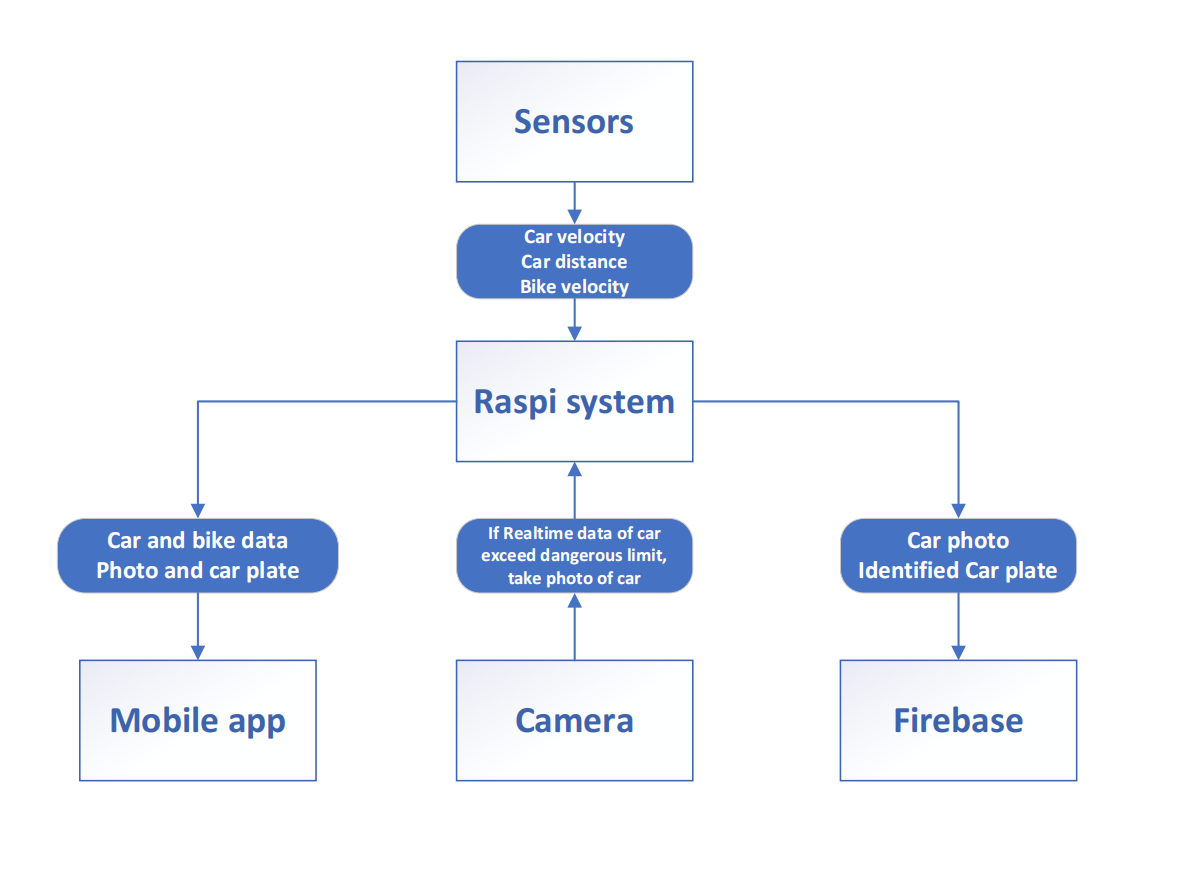 Sensors
Car velocity
Car distance
Bike velocity
Raspi system
Car and bike data
Photo and car plate
If Realtime data of car
exceed dangerous limit,
take photo of car
Car photo
Identified Car plate
Mobile app
Camera
Firebase